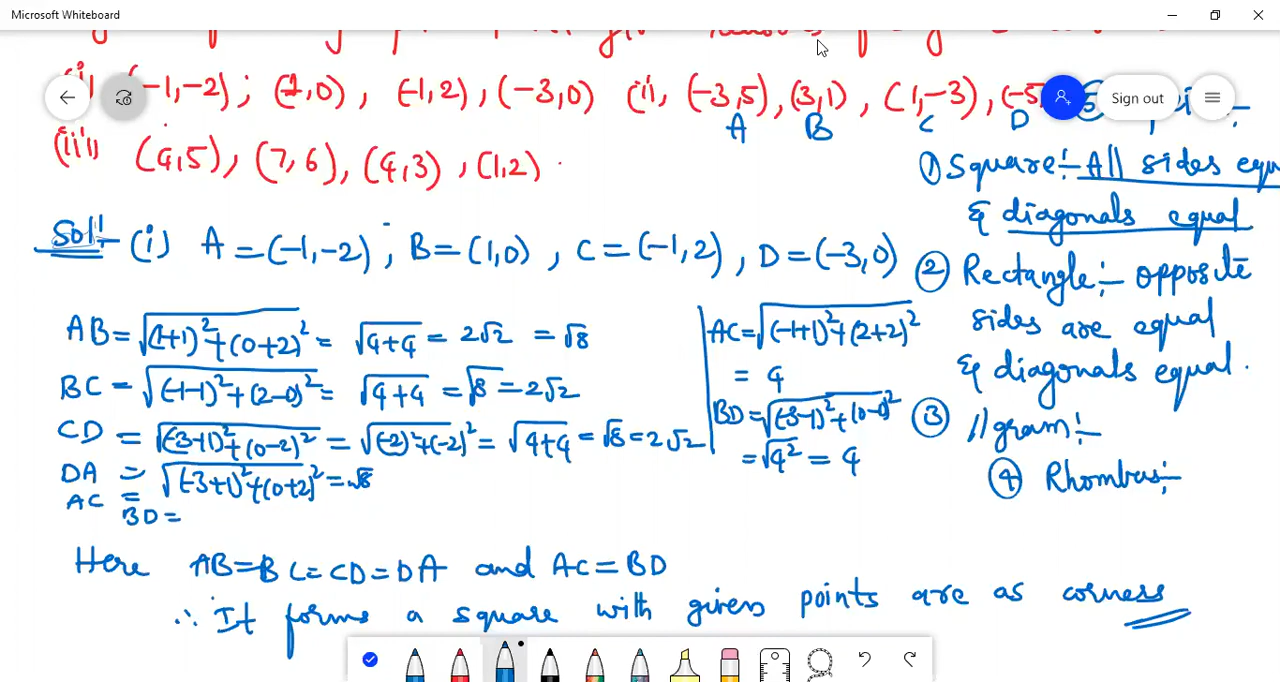 Microsoft Whiteboard
(i) (-1,-2); (1,0), (-1,2), (-3,0) (ii, (-3,5), (3,1), (1,-3), (-5
A B C D
Sign out
(iii) (4,5), (7,6), (4,3), (1,2).
① Square:- All sides equ
& diagonals equal
Sol:- (i) A=(-1,-2); B=(1,0), C=(-1,2), D=(-3,0)
② Rectangle:- opposite
sides are equal
& diagonals equal.
③ //gram:-
④ Rhombus:-
AB=√(1+1)²+(0+2)² = √4+4 = 2√2 = √8
BC = √(-1-1)²+(2-0)² = √4+4 = √8 = 2√2
CD = √(-3+1)²+(0-2)² = √(-2)²+(-2)² = √4+4 = √8 = 2√2
DA = √(-3+1)²+(0+2)² = √8
AC =
BD =
AC=√(-1+1)²+(2+2)²
= 4
BD=√(-3-1)²+(0-0)²
= √4² = 4
Here AB=BC=CD=DA and AC=BD
∴ It forms a square with given points are as corness